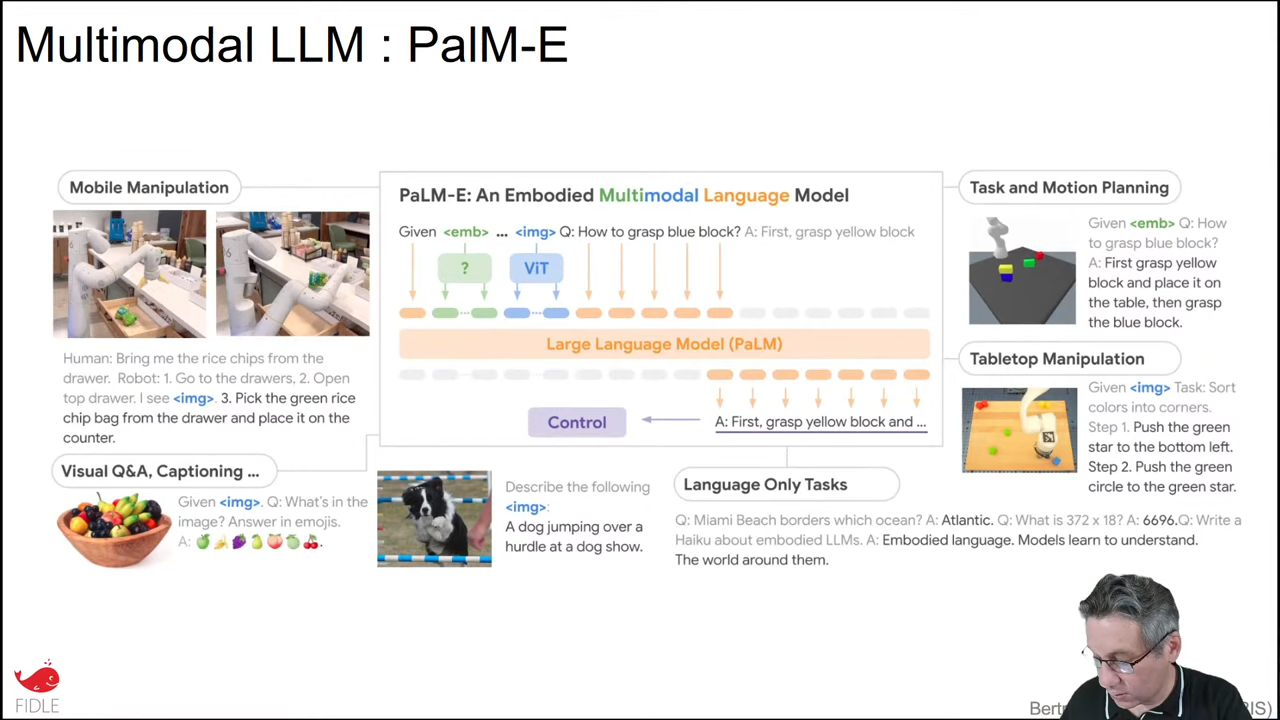 Multimodal LLM : PalM-E
Mobile Manipulation
Human: Bring me the rice chips from the
drawer. Robot: 1. Go to the drawers, 2. Open
top drawer. I see <img>. 3. Pick the green rice
chip bag from the drawer and place it on the
counter.
Visual Q&A, Captioning ...
Given <img>. Q: What's in the
image? Answer in emojis.
A: 🍏🍌🍇🍐🍑🍈🍒.
PaLM-E: An Embodied Multimodal Language Model
Given <emb> ... <img> Q: How to grasp blue block? A: First, grasp yellow block
? ViT
Large Language Model (PaLM)
Control
A: First, grasp yellow block and ...
Describe the following
<img>:
A dog jumping over a
hurdle at a dog show.
Language Only Tasks
Q: Miami Beach borders which ocean? A: Atlantic. Q: What is 372 x 18? A: 6696.Q: Write a
Haiku about embodied LLMs. A: Embodied language. Models learn to understand.
The world around them.
Task and Motion Planning
Given <emb> Q: How
to grasp blue block?
A: First grasp yellow
block and place it on
the table, then grasp
the blue block.
Tabletop Manipulation
Given <img> Task: Sort
colors into corners.
Step 1. Push the green
star to the bottom left.
Step 2. Push the green
circle to the green star.
FIDLE